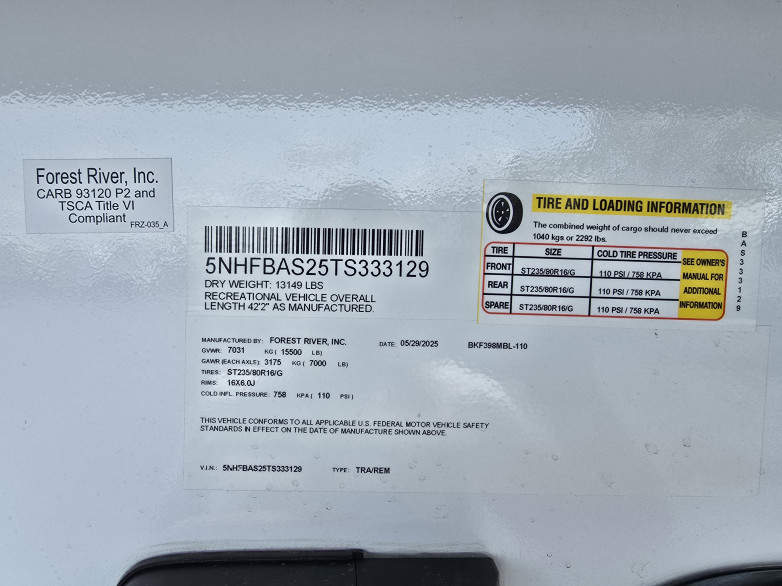 Forest River, Inc.
CARB 93120 P2 and
TSCA Title VI
Compliant
FRZ-035_A
5NHFBAS25TS333129
DRY WEIGHT: 13149 LBS
RECREATIONAL VEHICLE OVERALL
LENGTH 42'2" AS MANUFACTURED.
MANUFACTURED BY: FOREST RIVER, INC. DATE: 05/29/2025 BKF398MBL-110
GVWR: 7031 KG ( 15500 LB)
GAWR (EACH AXLE): 3175 KG ( 7000 LB)
TIRES: ST235/80R16/G
RIMS: 16X6.0J
COLD INFL. PRESSURE: 758 KPA ( 110 PSI )
THIS VEHICLE CONFORMS TO ALL APPLICABLE U.S. FEDERAL MOTOR VEHICLE SAFETY
STANDARDS IN EFFECT ON THE DATE OF MANUFACTURE SHOWN ABOVE.
V.I.N.: 5NHFBAS25TS333129 TYPE: TRA/REM
TIRE AND LOADING INFORMATION
The combined weight of cargo should never exceed
1040 kgs or 2292 lbs.
TIRE SIZE COLD TIRE PRESSURE
FRONT ST235/80R16/G 110 PSI / 758 KPA
REAR ST235/80R16/G 110 PSI / 758 KPA
SPARE ST235/80R16/G 110 PSI / 758 KPA
SEE OWNER'S
MANUAL FOR
ADDITIONAL
INFORMATION
BAS333129